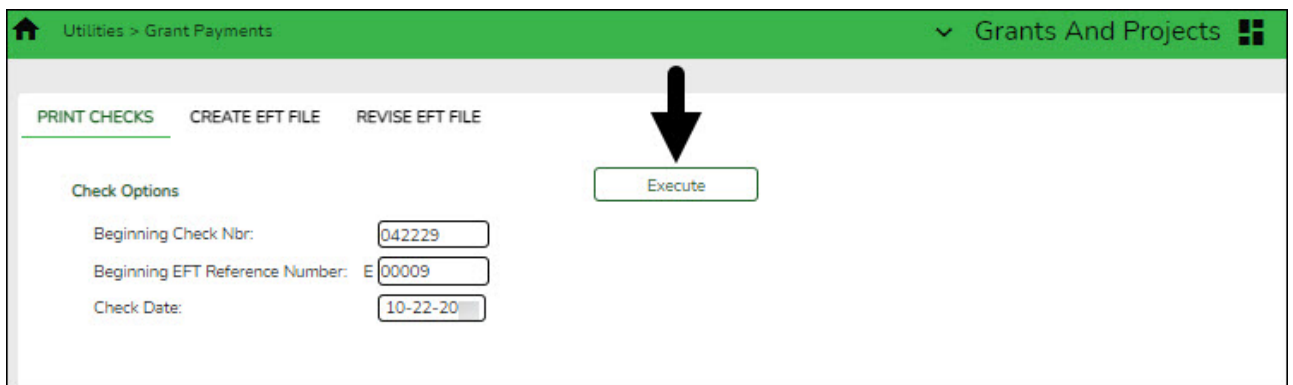 Utilities > Grant Payments
Grants And Projects
PRINT CHECKS CREATE EFT FILE REVISE EFT FILE
Execute
Check Options
Beginning Check Nbr: 042229
Beginning EFT Reference Number: E 00009
Check Date: 10-22-20